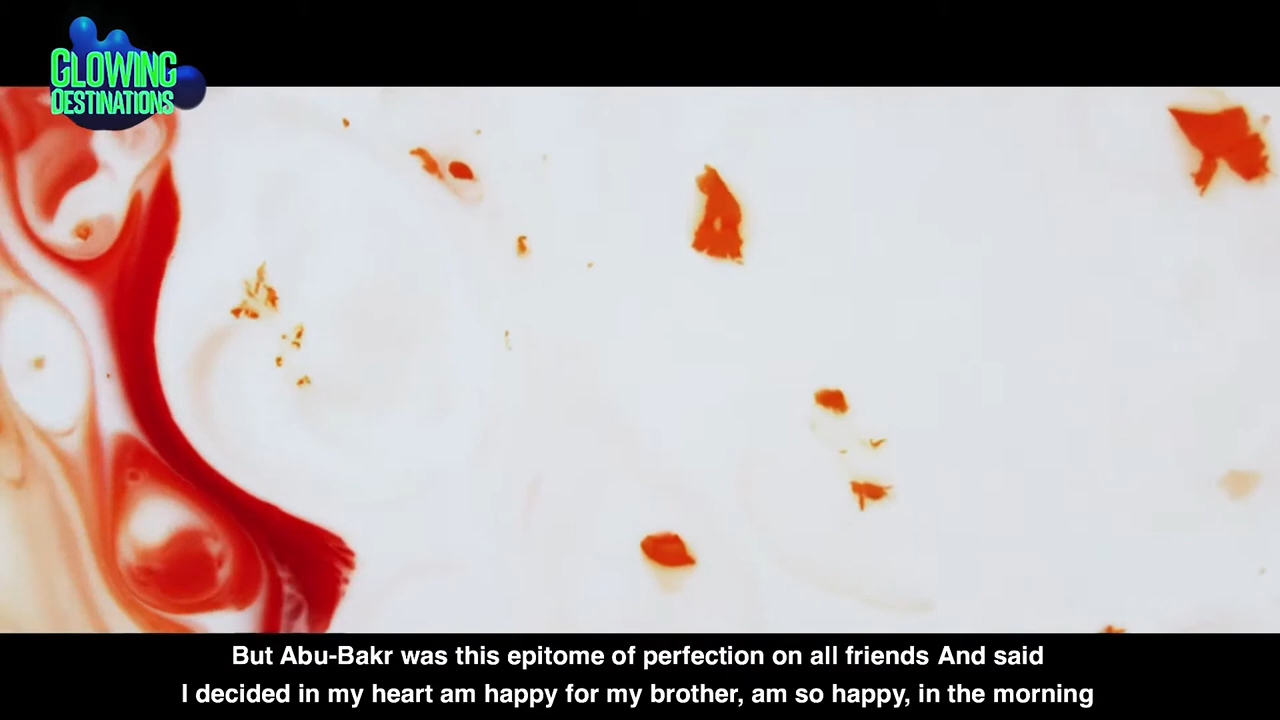 GLOWING
DESTINATIONS
But Abu-Bakr was this epitome of perfection on all friends And said
I decided in my heart am happy for my brother, am so happy, in the morning